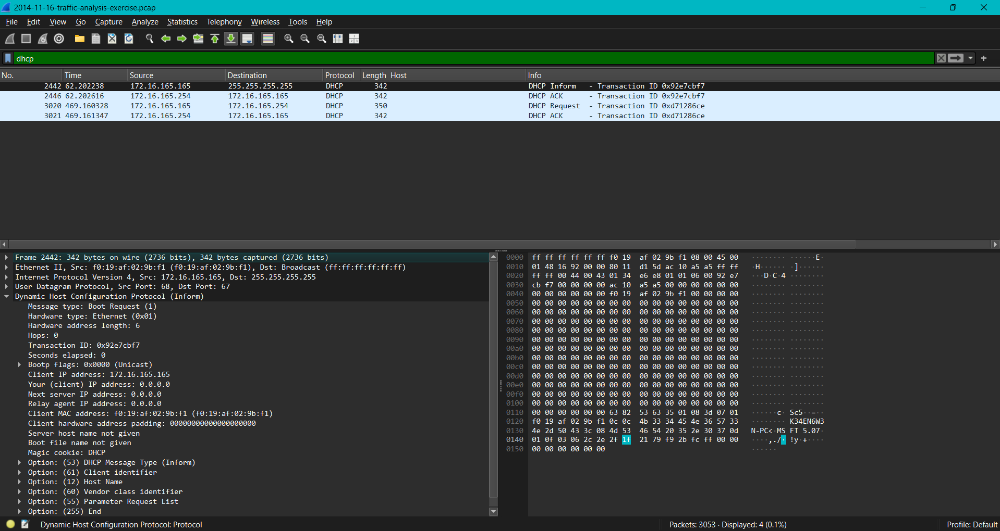 2014-11-16-traffic-analysis-exercise.pcap
File Edit View Go Capture Analyze Statistics Telephony Wireless Tools Help
dhcp
No. Time Source Destination Protocol Length Host Info
2442 62.202238 172.16.165.165 255.255.255.255 DHCP 342 DHCP Inform - Transaction ID 0x92e7cbf7
2446 62.202616 172.16.165.254 172.16.165.165 DHCP 342 DHCP ACK - Transaction ID 0x92e7cbf7
3020 469.160328 172.16.165.165 172.16.165.254 DHCP 350 DHCP Request - Transaction ID 0xd71286ce
3021 469.161347 172.16.165.254 172.16.165.165 DHCP 342 DHCP ACK - Transaction ID 0xd71286ce
Frame 2442: 342 bytes on wire (2736 bits), 342 bytes captured (2736 bits)
Ethernet II, Src: f0:19:af:02:9b:f1 (f0:19:af:02:9b:f1), Dst: Broadcast (ff:ff:ff:ff:ff:ff)
Internet Protocol Version 4, Src: 172.16.165.165, Dst: 255.255.255.255
User Datagram Protocol, Src Port: 68, Dst Port: 67
Dynamic Host Configuration Protocol (Inform)
Message type: Boot Request (1)
Hardware type: Ethernet (0x01)
Hardware address length: 6
Hops: 0
Transaction ID: 0x92e7cbf7
Seconds elapsed: 0
Bootp flags: 0x0000 (Unicast)
Client IP address: 172.16.165.165
Your (client) IP address: 0.0.0.0
Next server IP address: 0.0.0.0
Relay agent IP address: 0.0.0.0
Client MAC address: f0:19:af:02:9b:f1 (f0:19:af:02:9b:f1)
Client hardware address padding: 00000000000000000000
Server host name not given
Boot file name not given
Magic cookie: DHCP
Option: (53) DHCP Message Type (Inform)
Option: (61) Client identifier
Option: (12) Host Name
Option: (60) Vendor class identifier
Option: (55) Parameter Request List
Option: (255) End
0000 ff ff ff ff ff ff f0 19 af 02 9b f1 08 00 45 00 ········ ······E·
0010 01 48 16 92 00 00 80 11 d1 5d ac 10 a5 a5 ff ff ·H······ ·]······
0020 ff ff 00 44 00 43 01 34 e6 e8 01 01 06 00 92 e7 ···D·C·4 ········
0030 cb f7 00 00 00 00 ac 10 a5 a5 00 00 00 00 00 00 ········ ········
0040 00 00 00 00 00 00 f0 19 af 02 9b f1 00 00 00 00 ········ ········
0050 00 00 00 00 00 00 00 00 00 00 00 00 00 00 00 00 ········ ········
0060 00 00 00 00 00 00 00 00 00 00 00 00 00 00 00 00 ········ ········
0070 00 00 00 00 00 00 00 00 00 00 00 00 00 00 00 00 ········ ········
0080 00 00 00 00 00 00 00 00 00 00 00 00 00 00 00 00 ········ ········
0090 00 00 00 00 00 00 00 00 00 00 00 00 00 00 00 00 ········ ········
00a0 00 00 00 00 00 00 00 00 00 00 00 00 00 00 00 00 ········ ········
00b0 00 00 00 00 00 00 00 00 00 00 00 00 00 00 00 00 ········ ········
00c0 00 00 00 00 00 00 00 00 00 00 00 00 00 00 00 00 ········ ········
00d0 00 00 00 00 00 00 00 00 00 00 00 00 00 00 00 00 ········ ········
00e0 00 00 00 00 00 00 00 00 00 00 00 00 00 00 00 00 ········ ········
00f0 00 00 00 00 00 00 00 00 00 00 00 00 00 00 00 00 ········ ········
0100 00 00 00 00 00 00 00 00 00 00 00 00 00 00 00 00 ········ ········
0110 00 00 00 00 00 00 63 82 53 63 35 01 08 3d 07 01 ······c· Sc5··=··
0120 f0 19 af 02 9b f1 0c 0c 4b 33 34 45 4e 36 57 33 ········ K34EN6W3
0130 4e 2d 50 43 3c 08 4d 53 46 54 20 35 2e 30 37 0d N-PC<·MS FT 5.07·
0140 01 0f 03 06 2c 2e 2f 1f 21 79 f9 2b fc ff 00 00 ····,./· !y·+····
0150 00 00 00 00 00 00 ······
Dynamic Host Configuration Protocol: Protocol
Packets: 3053 · Displayed: 4 (0.1%)
Profile: Default